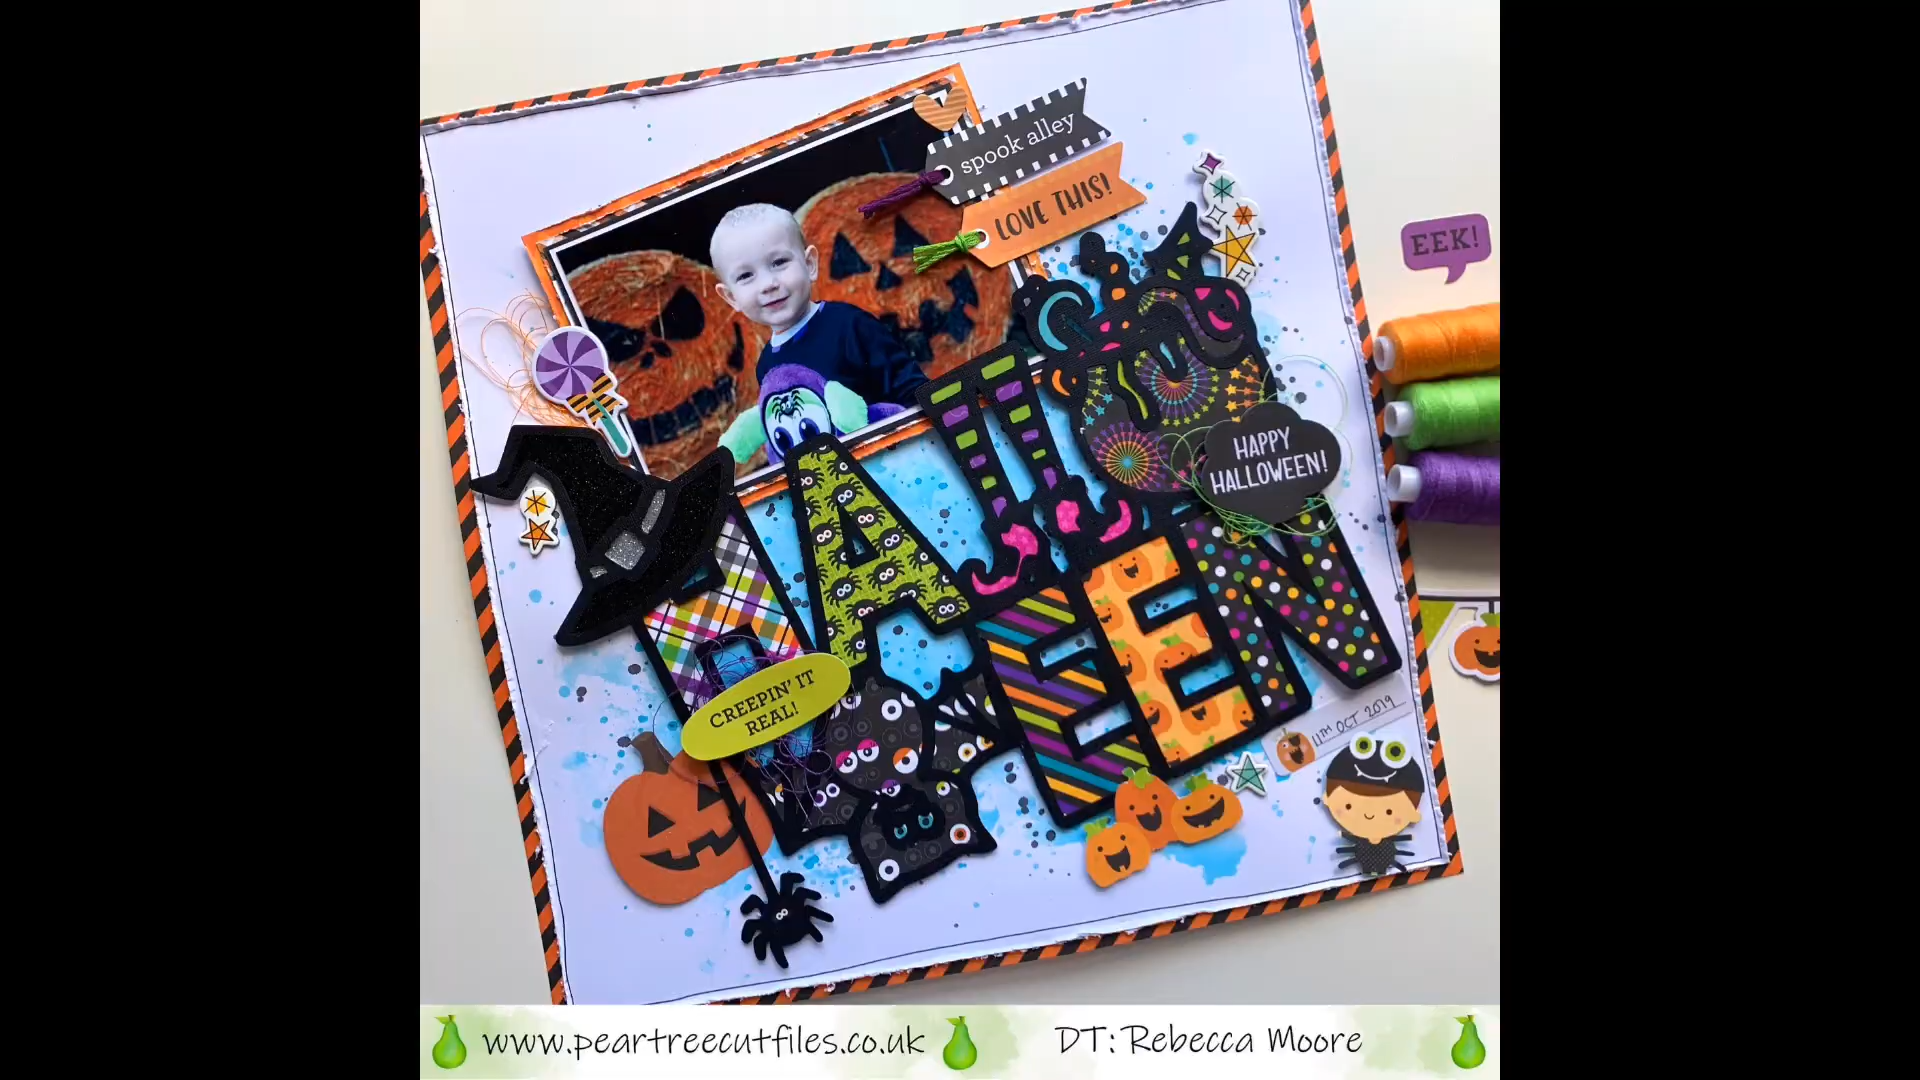 spook alley
LOVE THIS!
EEK!
HAPPY
HALLOWEEN!
HALLOWEEN
CREEPIN' IT
REAL!
11TH OCT 2019
www.peartreecutfiles.co.uk
DT: Rebecca Moore